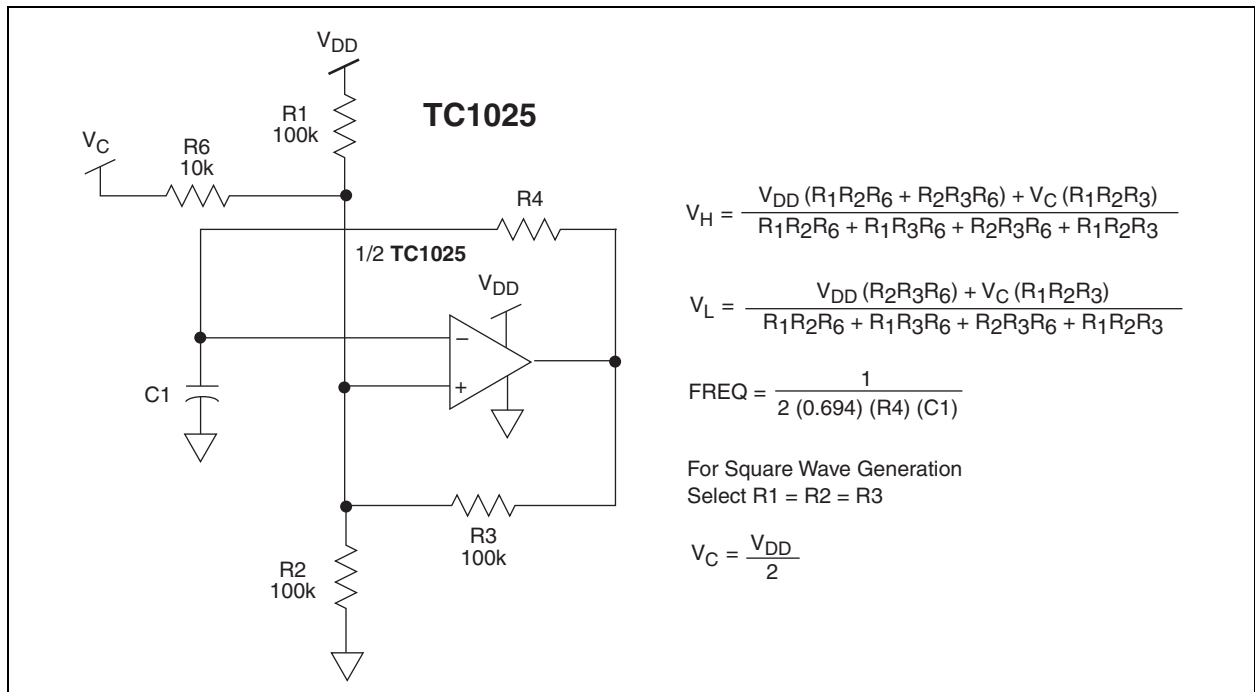 VDD
TC1025
R1
100k
VC
R6
10k
R4
1/2 TC1025
VDD
−
+
C1
R3
100k
R2
100k
VH = VDD (R1R2R6 + R2R3R6) + VC (R1R2R3)
R1R2R6 + R1R3R6 + R2R3R6 + R1R2R3
VL = VDD (R2R3R6) + VC (R1R2R3)
R1R2R6 + R1R3R6 + R2R3R6 + R1R2R3
FREQ = 1
2 (0.694) (R4) (C1)
For Square Wave Generation
Select R1 = R2 = R3
VC = VDD
2